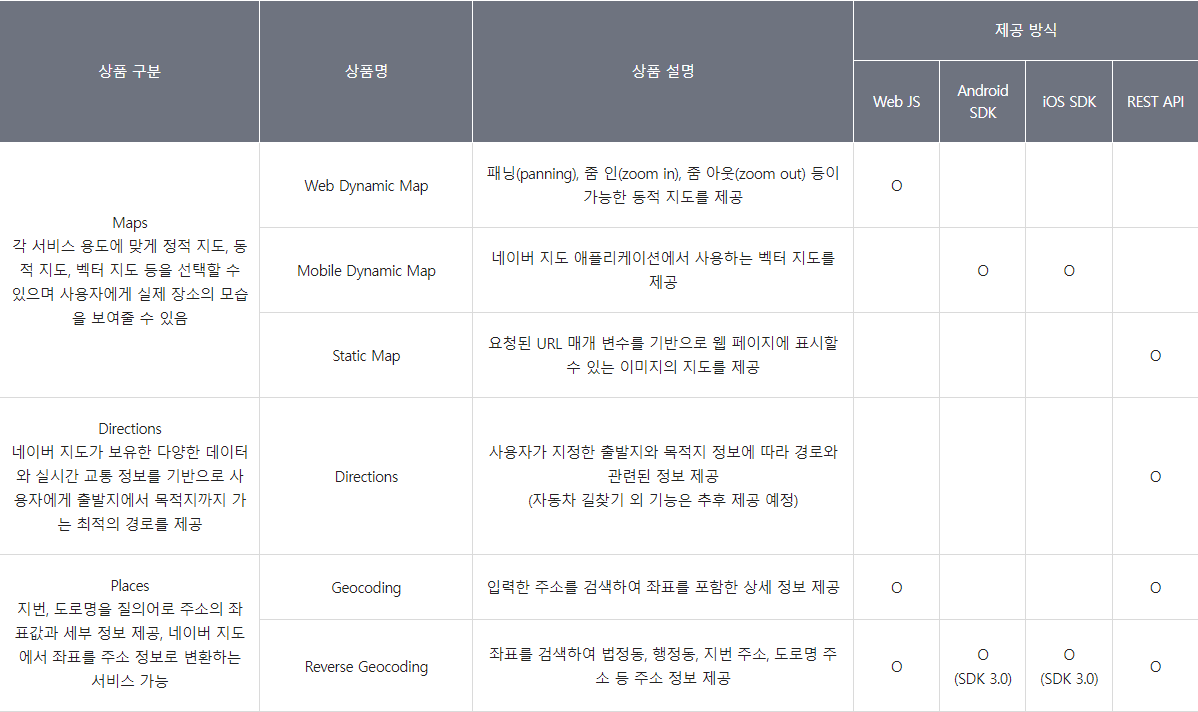 상품 구분
상품명
상품 설명
제공 방식
Web JS
Android
SDK
iOS SDK
REST API
Maps
각 서비스 용도에 맞게 정적 지도, 동
적 지도, 벡터 지도 등을 선택할 수
있으며 사용자에게 실제 장소의 모습
을 보여줄 수 있음
Web Dynamic Map
패닝(panning), 줌 인(zoom in), 줌 아웃(zoom out) 등이
가능한 동적 지도를 제공
O
Mobile Dynamic Map
네이버 지도 애플리케이션에서 사용하는 벡터 지도를
제공
O
O
Static Map
요청된 URL 매개 변수를 기반으로 웹 페이지에 표시할
수 있는 이미지의 지도를 제공
O
Directions
네이버 지도가 보유한 다양한 데이터
와 실시간 교통 정보를 기반으로 사
용자에게 출발지에서 목적지까지 가
는 최적의 경로를 제공
Directions
사용자가 지정한 출발지와 목적지 정보에 따라 경로와
관련된 정보 제공
(자동차 길찾기 외 기능은 추후 제공 예정)
O
Places
지번, 도로명을 질의어로 주소의 좌
표값과 세부 정보 제공, 네이버 지도
에서 좌표를 주소 정보로 변환하는
서비스 가능
Geocoding
입력한 주소를 검색하여 좌표를 포함한 상세 정보 제공
O
O
Reverse Geocoding
좌표를 검색하여 법정동, 행정동, 지번 주소, 도로명 주
소 등 주소 정보 제공
O
O
(SDK 3.0)
O
(SDK 3.0)
O